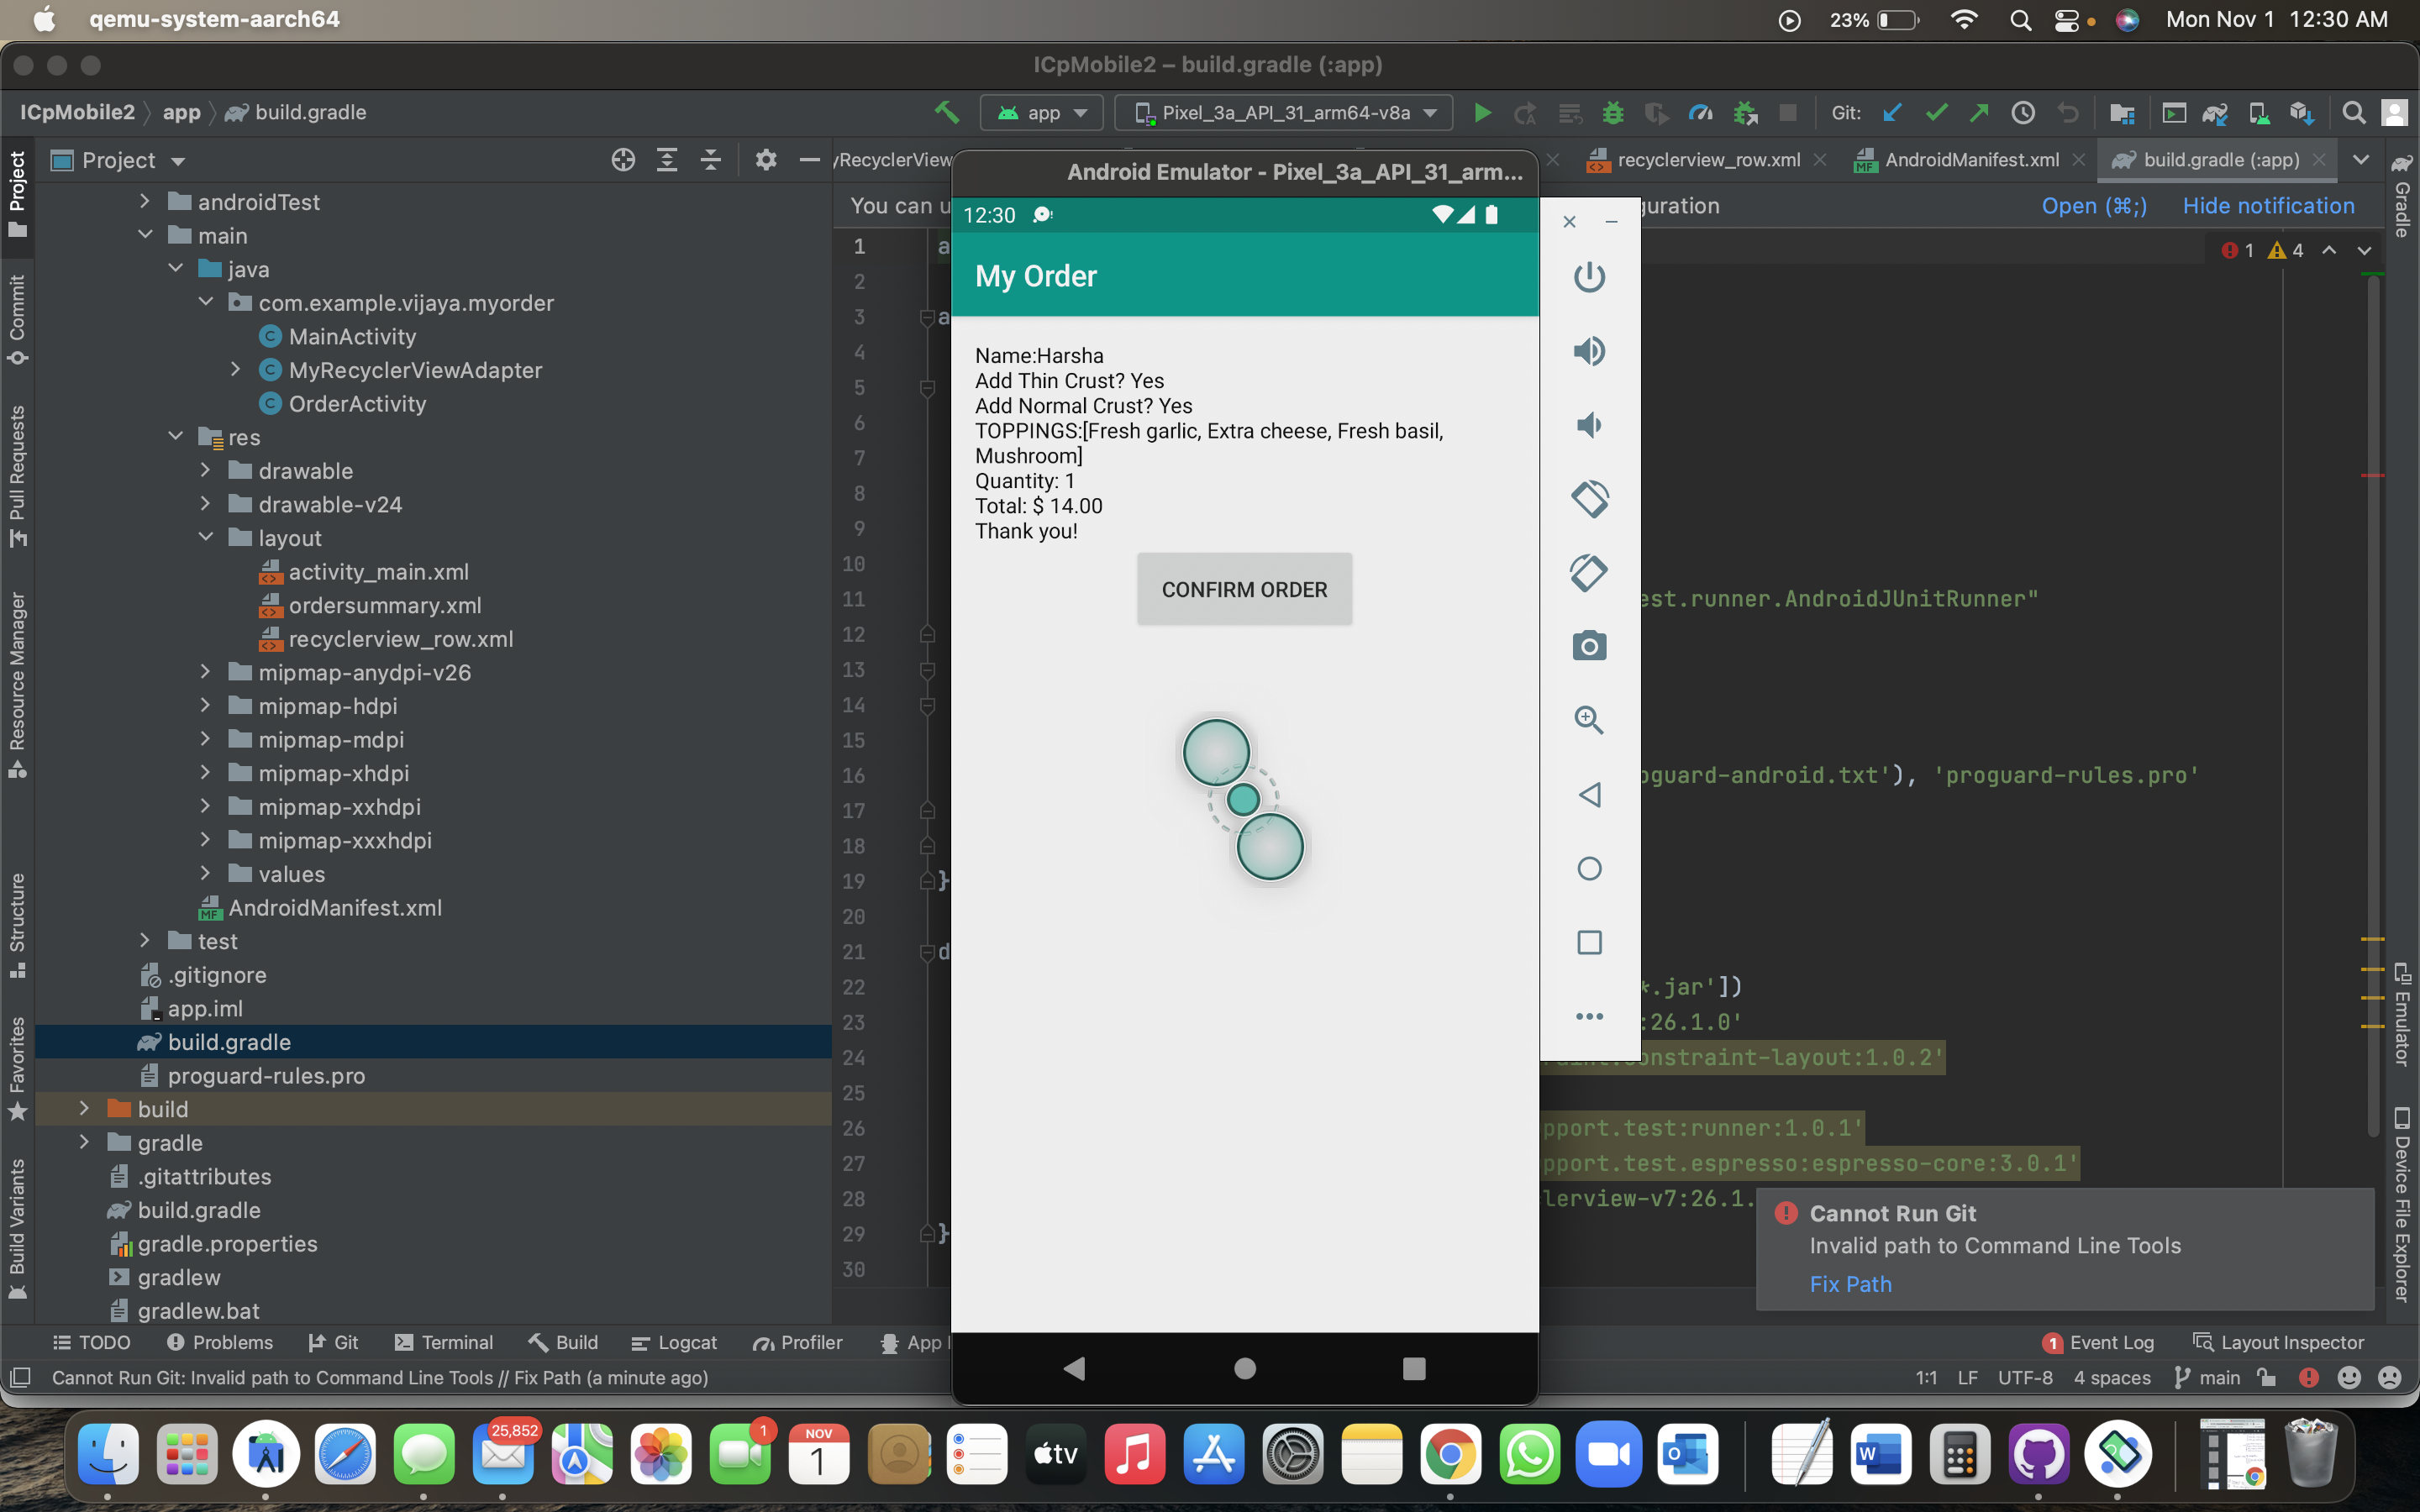 qemu-system-aarch64
23%
Mon Nov 1 12:30 AM
ICpMobile2 – build.gradle (:app)
ICpMobile2
app
build.gradle
app
Pixel_3a_API_31_arm64-v8a
Git:
Project
yRecyclerView
recyclerview_row.xml
AndroidManifest.xml
build.gradle (:app)
You can u
guration
Open (⌘;)
Hide notification
1
4
androidTest
main
java
com.example.vijaya.myorder
MainActivity
MyRecyclerViewAdapter
OrderActivity
res
drawable
drawable-v24
layout
activity_main.xml
ordersummary.xml
recyclerview_row.xml
mipmap-anydpi-v26
mipmap-hdpi
mipmap-mdpi
mipmap-xhdpi
mipmap-xxhdpi
mipmap-xxxhdpi
values
AndroidManifest.xml
test
.gitignore
app.iml
build.gradle
proguard-rules.pro
build
gradle
.gitattributes
build.gradle
gradle.properties
gradlew
gradlew.bat
Project
Commit
Pull Requests
Resource Manager
Structure
Favorites
Build Variants
1
2
3
4
5
6
7
8
9
10
11
12
13
14
15
16
17
18
19
20
21
22
23
24
25
26
27
28
29
30
a
a
}
d
}
Android Emulator - Pixel_3a_API_31_arm...
12:30
My Order
Name:Harsha
Add Thin Crust? Yes
Add Normal Crust? Yes
TOPPINGS:[Fresh garlic, Extra cheese, Fresh basil,
Mushroom]
Quantity: 1
Total: $ 14.00
Thank you!
CONFIRM ORDER
est.runner.AndroidJUnitRunner"
oguard-android.txt'), 'proguard-rules.pro'
*.jar'])
:26.1.0'
onstraint-layout:1.0.2'
pport.test:runner:1.0.1'
pport.test.espresso:espresso-core:3.0.1'
lerview-v7:26.1.
Cannot Run Git
Invalid path to Command Line Tools
Fix Path
Gradle
Emulator
Device File Explorer
TODO
Problems
Git
Terminal
Build
Logcat
Profiler
App I
1
Event Log
Layout Inspector
Cannot Run Git: Invalid path to Command Line Tools // Fix Path (a minute ago)
1:1
LF
UTF-8
4 spaces
main
25,852
1
NOV
1
tv
W
O